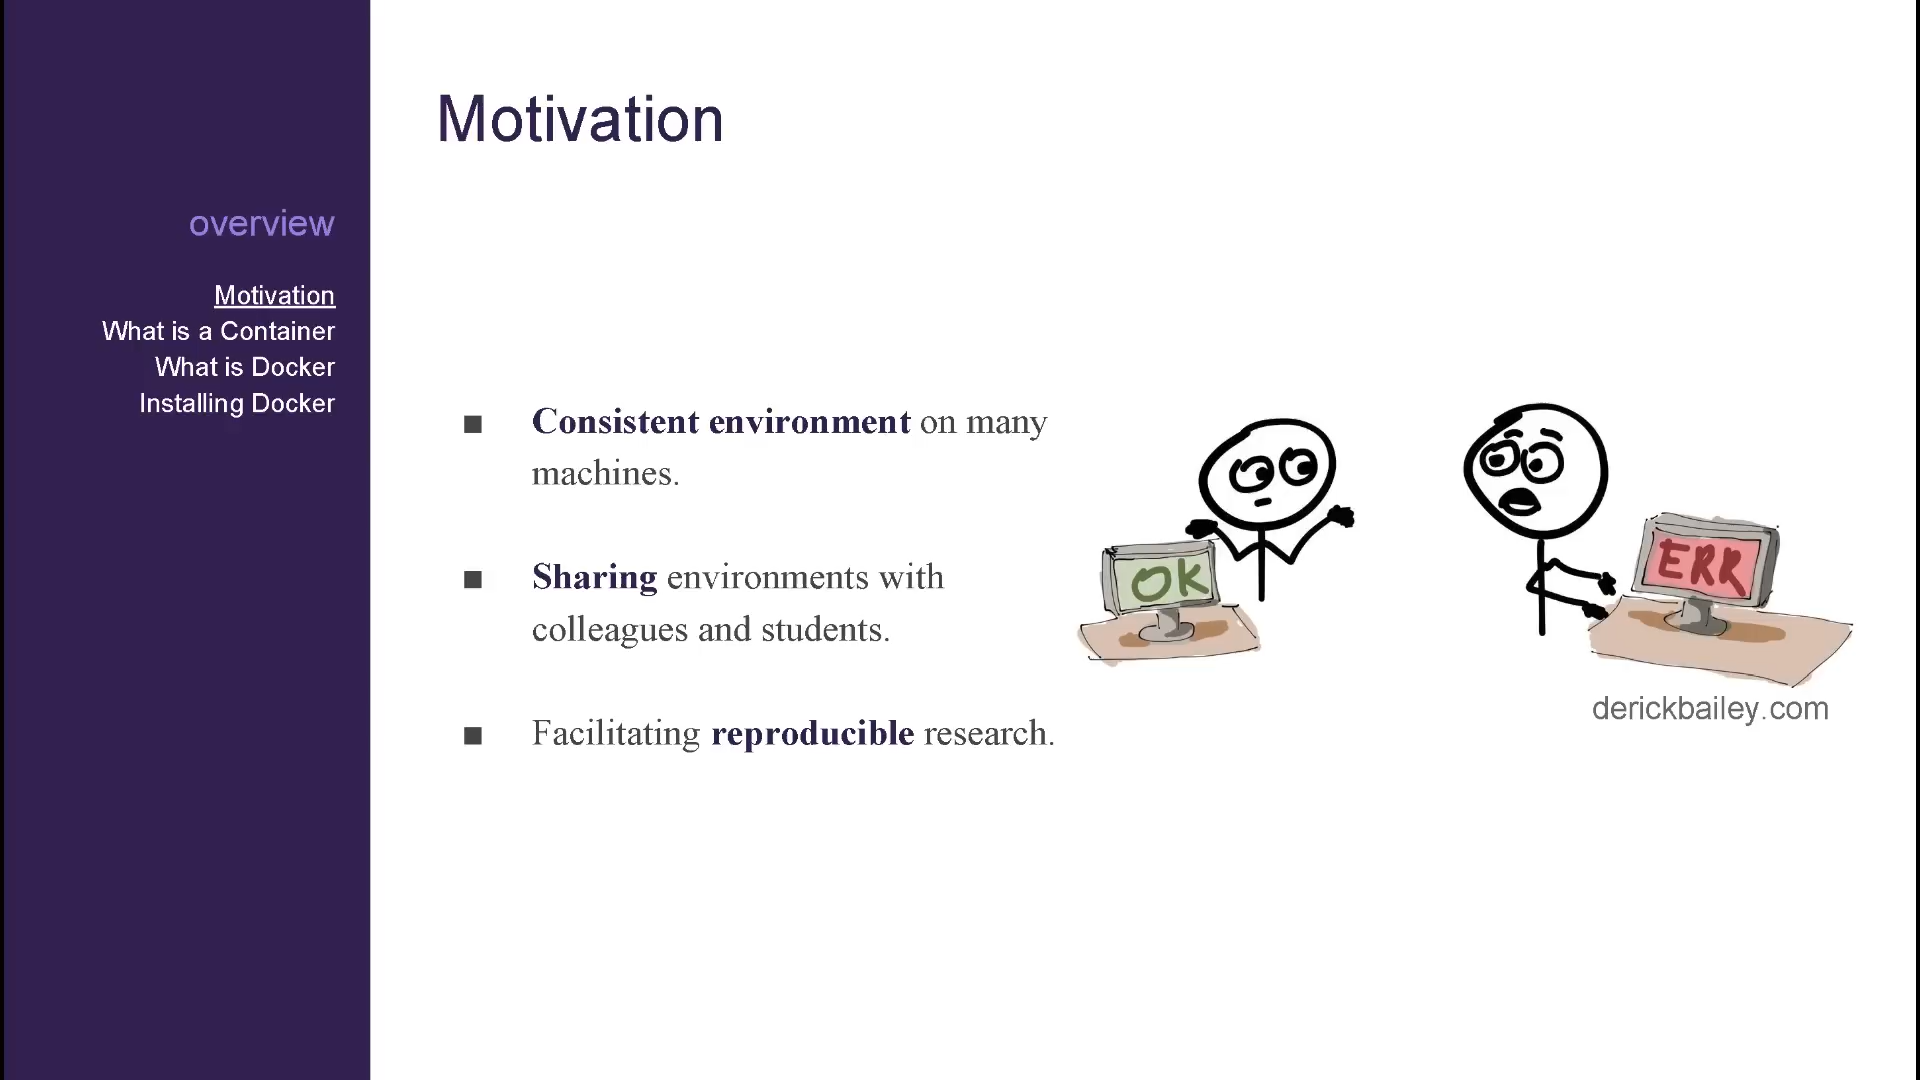 Motivation
overview
Motivation
What is a Container
What is Docker
Installing Docker
■ Consistent environment on many
machines.
■ Sharing environments with
colleagues and students.
■ Facilitating reproducible research.
OK
ERR
derickbailey.com